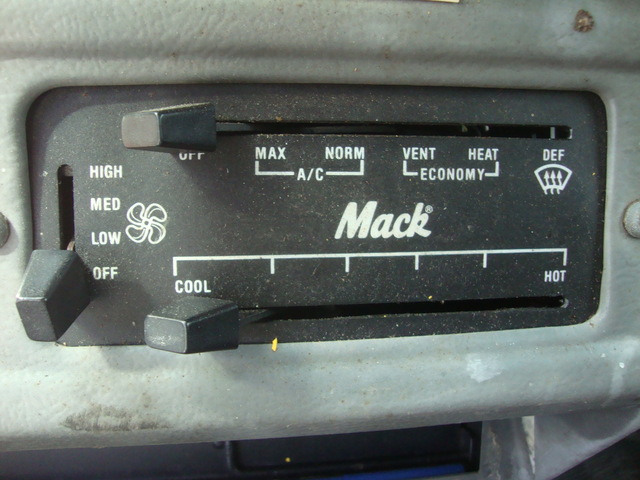 OFF MAX NORM VENT HEAT DEF
A/C ECONOMY
HIGH
MED
LOW
OFF
Mack®
COOL HOT